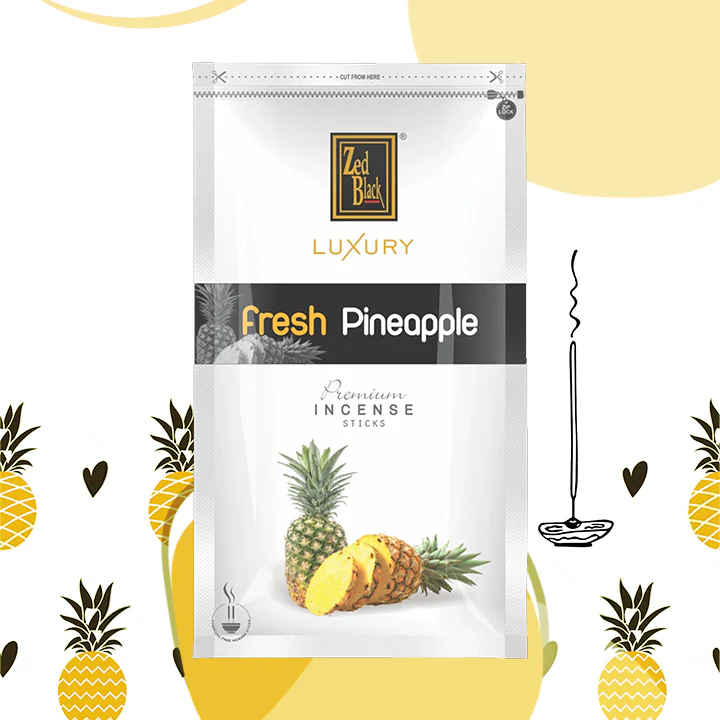 CUT FROM HERE
ZIP
LOCK
Zed
Black
®
LUXURY
fresh Pineapple
Premium
INCENSE
STICKS